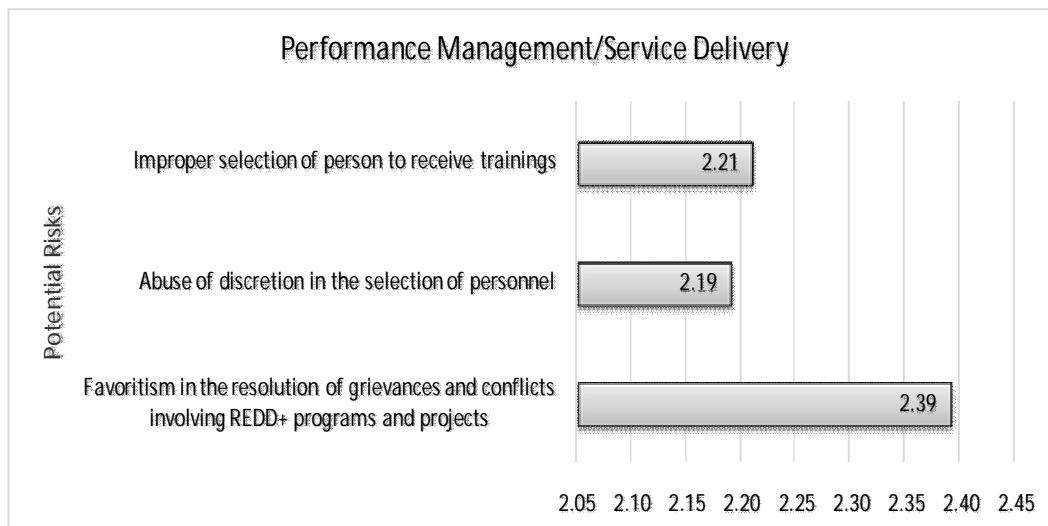 Performance Management/Service Delivery
Potential Risks
Improper selection of person to receive trainings
2.21
Abuse of discretion in the selection of personnel
2.19
Favoritism in the resolution of grievances and conflicts
involving REDD+ programs and projects
2.39
2.05 2.10 2.15 2.20 2.25 2.30 2.35 2.40 2.45